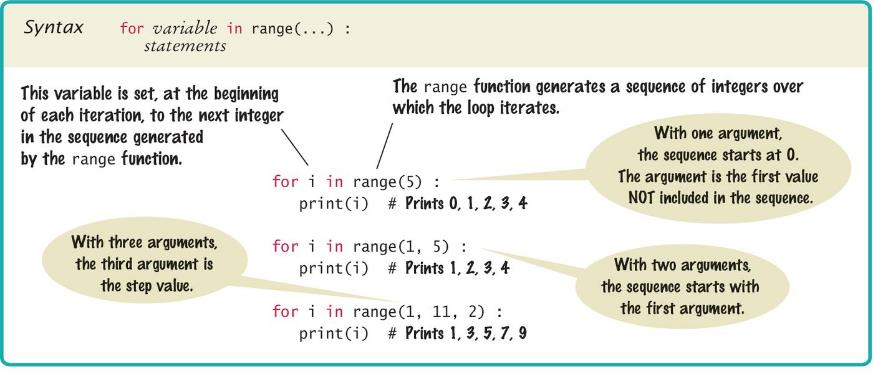 Syntax for variable in range(...) :
statements
This variable is set, at the beginning
of each iteration, to the next integer
in the sequence generated
by the range function.
The range function generates a sequence of integers over
which the loop iterates.
With one argument,
the sequence starts at 0.
The argument is the first value
NOT included in the sequence.
for i in range(5) :
print(i) # Prints 0, 1, 2, 3, 4
With three arguments,
the third argument is
the step value.
for i in range(1, 5) :
print(i) # Prints 1, 2, 3, 4
With two arguments,
the sequence starts with
the first argument.
for i in range(1, 11, 2) :
print(i) # Prints 1, 3, 5, 7, 9